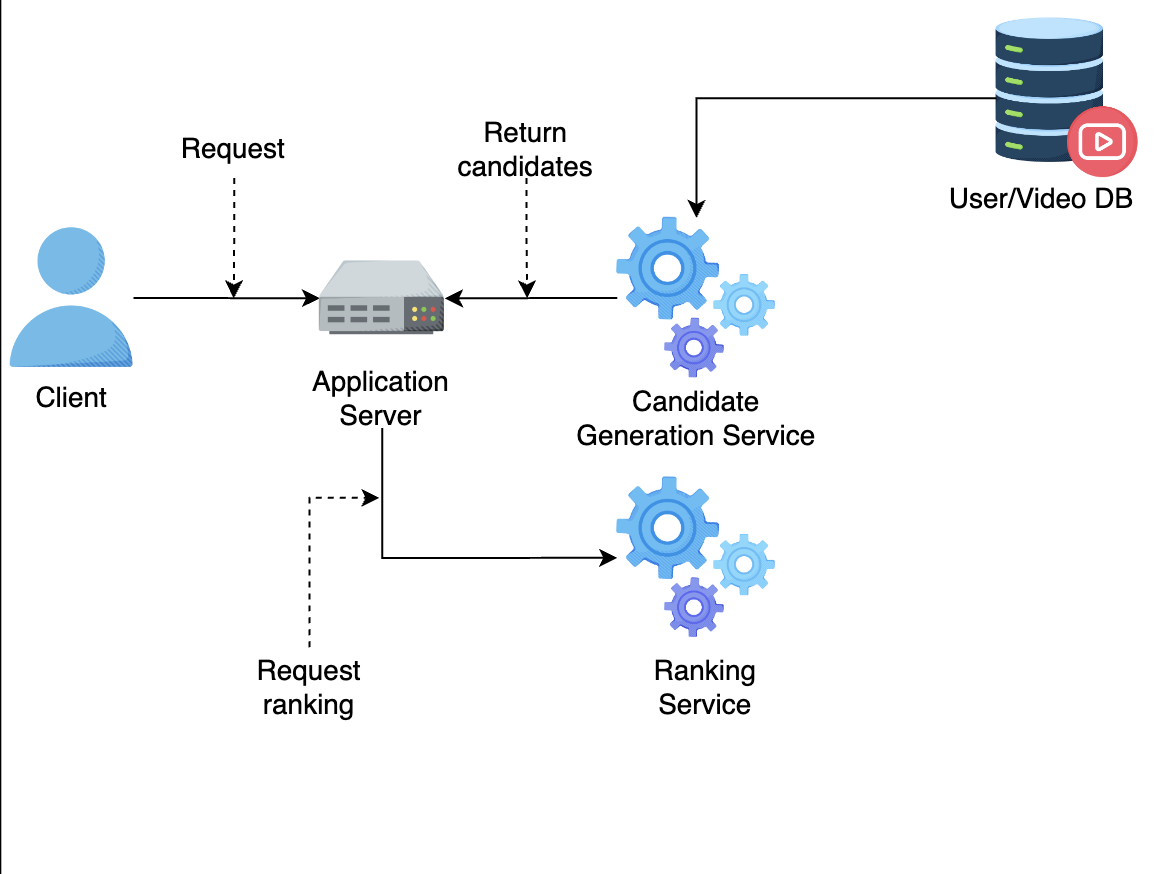 Request
Return
candidates
User/Video DB
Client
Application
Server
Candidate
Generation Service
Request
ranking
Ranking
Service